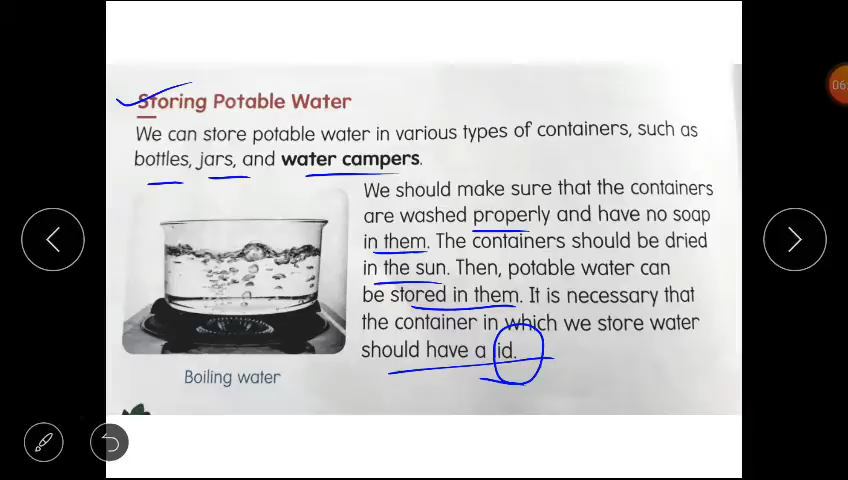 06:
Storing Potable Water
We can store potable water in various types of containers, such as
bottles, jars, and water campers.
We should make sure that the containers
are washed properly and have no soap
in them. The containers should be dried
in the sun. Then, potable water can
be stored in them. It is necessary that
the container in which we store water
should have a lid.
Boiling water